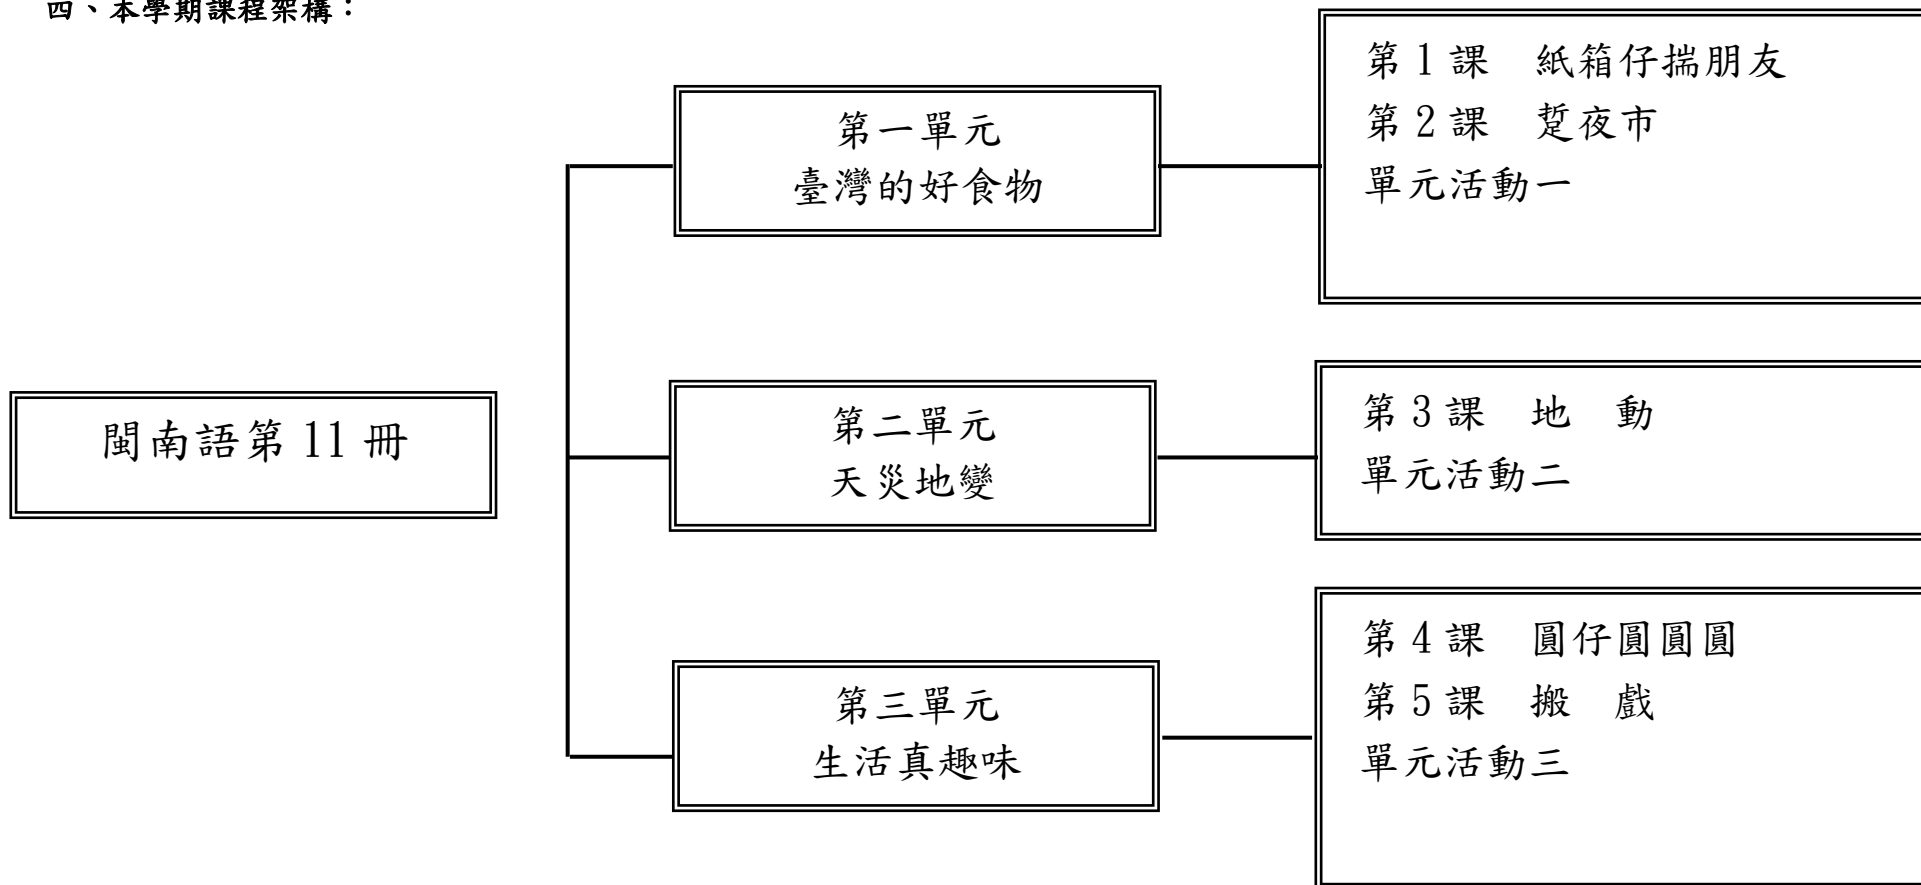 四、本學期課程架構：
閩南語第 11 冊
第一單元
臺灣的好食物
第 1 課　紙箱仔揣朋友
第 2 課　踅夜市
單元活動一
第二單元
天災地變
第 3 課　地　動
單元活動二
第三單元
生活真趣味
第 4 課　圓仔圓圓圓
第 5 課　搬　戲
單元活動三